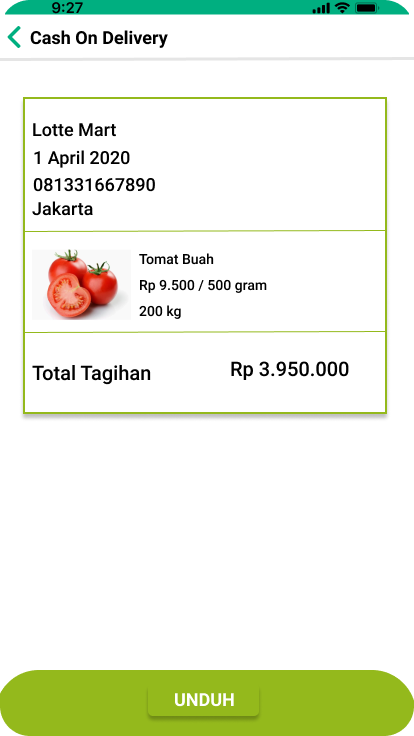 9:27
Cash On Delivery
Lotte Mart
1 April 2020
081331667890
Jakarta
Tomat Buah
Rp 9.500 / 500 gram
200 kg
Total Tagihan Rp 3.950.000
UNDUH